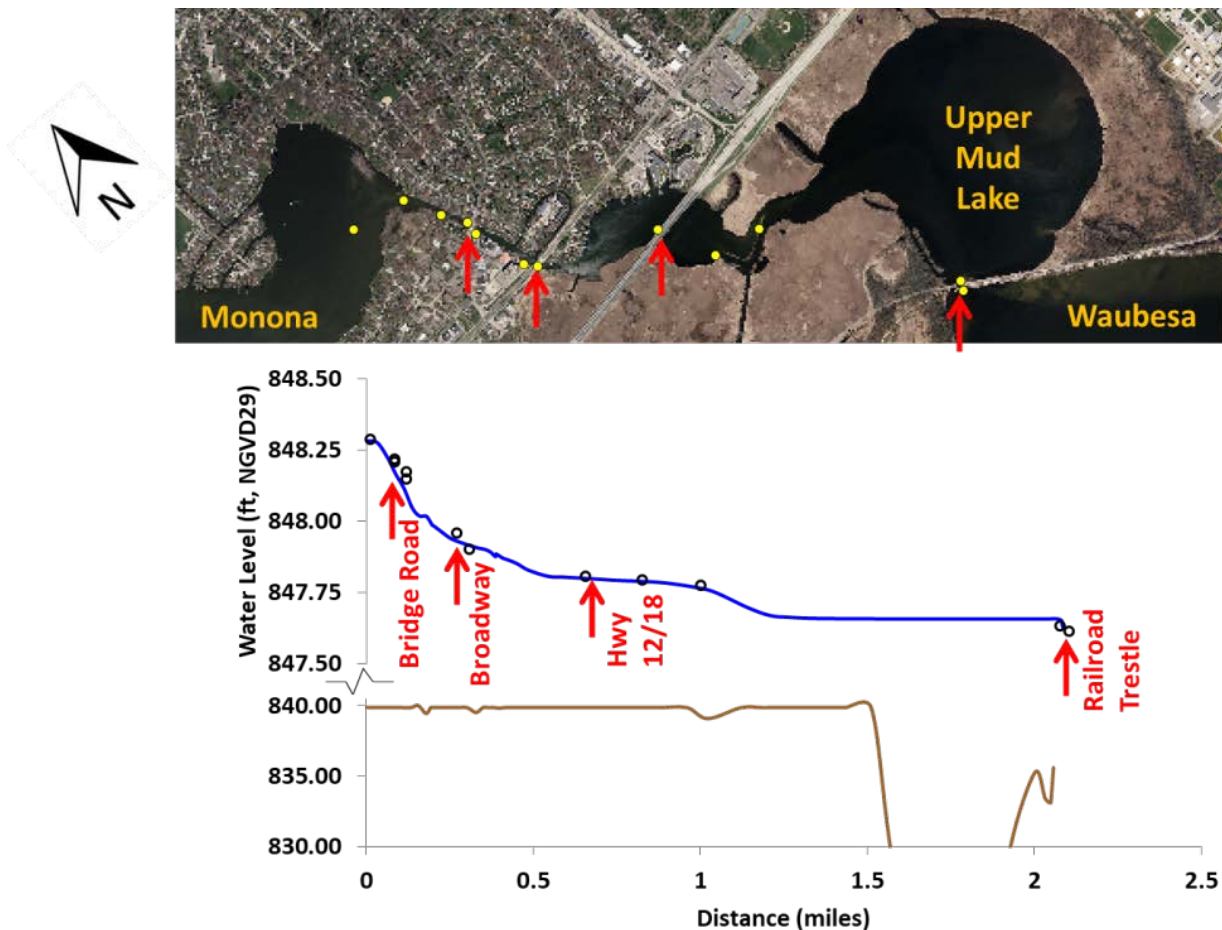 N
Upper
Mud
Lake
Monona
Waubesa
Water Level (ft, NGVD29)
848.50
848.25
848.00
847.75
847.50
840.00
835.00
830.00
Bridge Road
Broadway
Hwy
12/18
Railroad
Trestle
0
0.5
1
1.5
2
2.5
Distance (miles)